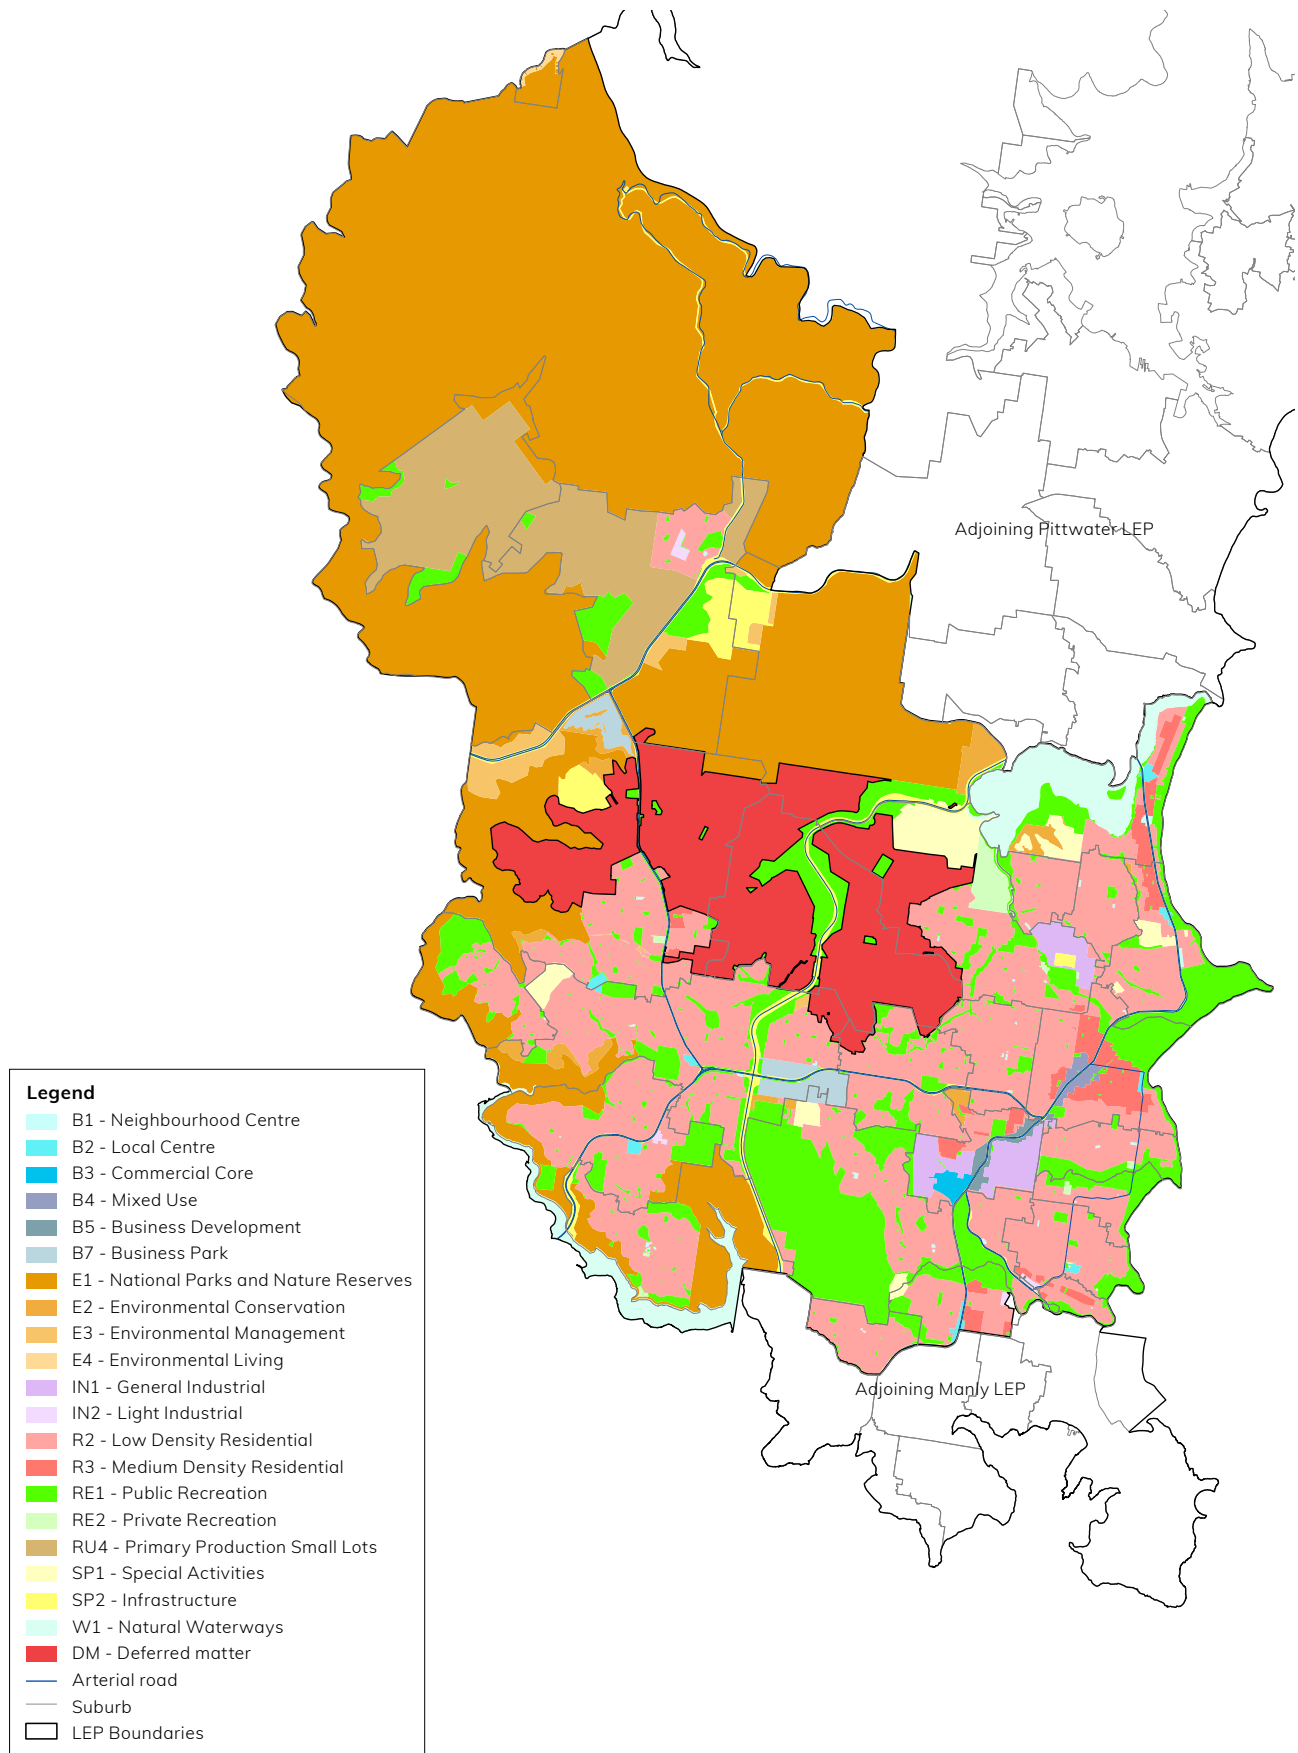 Adjoining Pittwater LEP
Legend
B1 - Neighbourhood Centre
B2 - Local Centre
B3 - Commercial Core
B4 - Mixed Use
B5 - Business Development
B7 - Business Park
E1 - National Parks and Nature Reserves
E2 - Environmental Conservation
E3 - Environmental Management
E4 - Environmental Living
IN1 - General Industrial
IN2 - Light Industrial
R2 - Low Density Residential
R3 - Medium Density Residential
RE1 - Public Recreation
RE2 - Private Recreation
RU4 - Primary Production Small Lots
SP1 - Special Activities
SP2 - Infrastructure
W1 - Natural Waterways
DM - Deferred matter
Arterial road
Suburb
LEP Boundaries
Adjoining Manly LEP